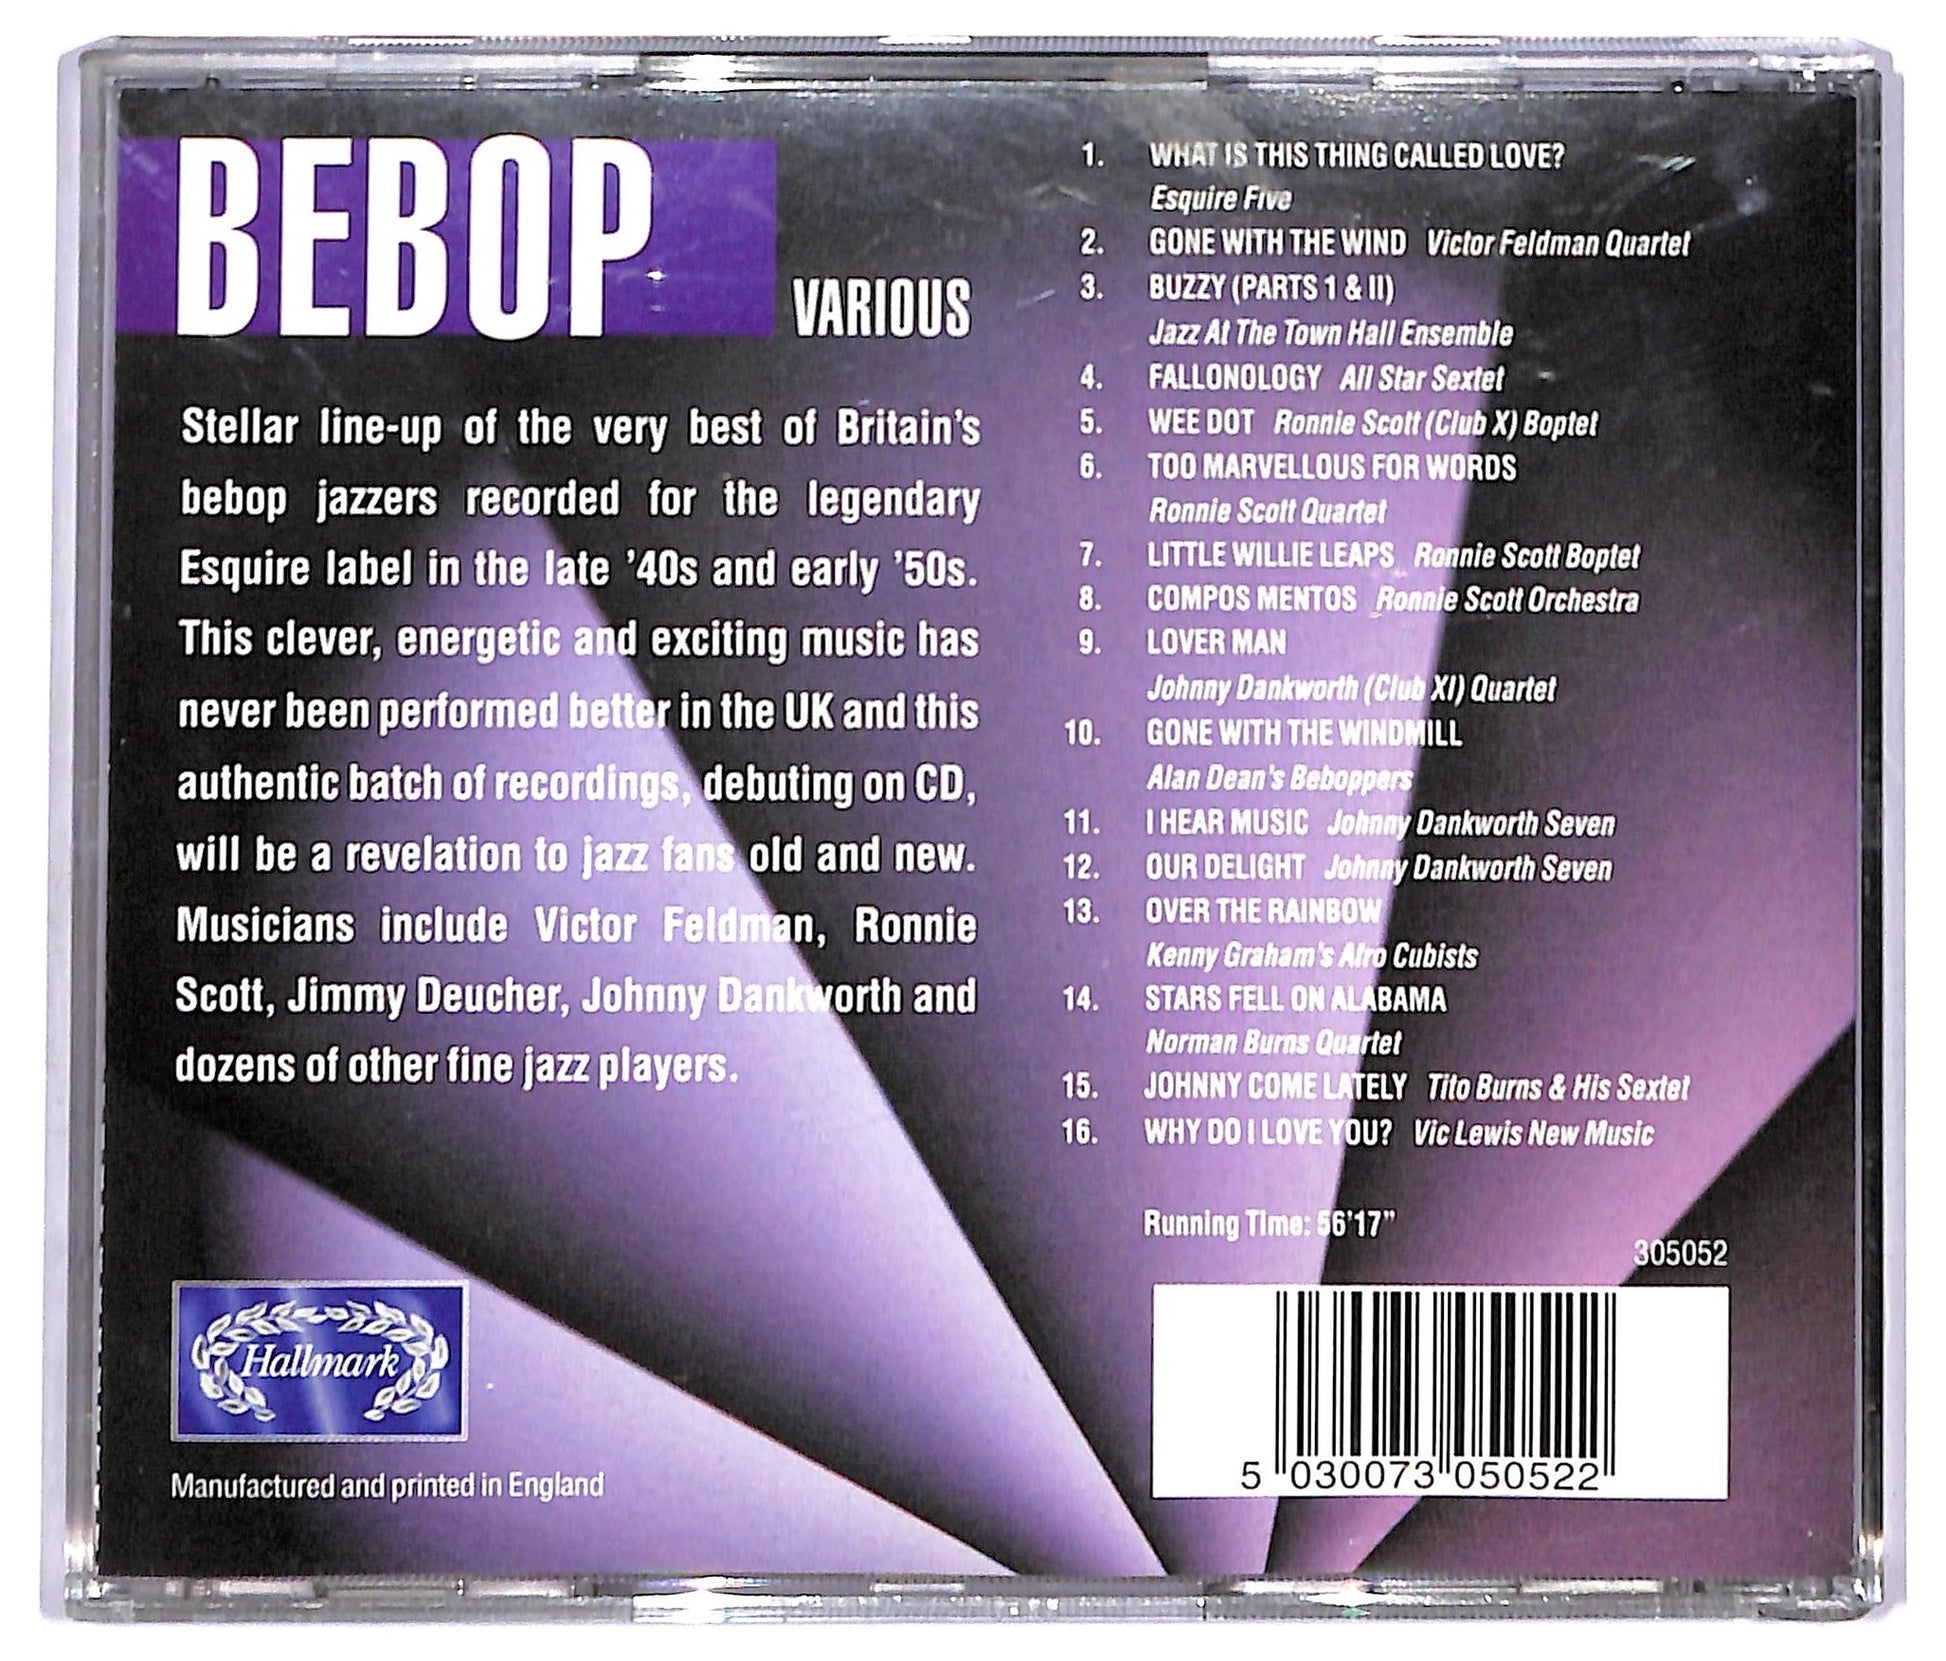 BEBOP VARIOUS
Stellar line-up of the very best of Britain's
bebop jazzers recorded for the legendary
Esquire label in the late '40s and early '50s.
This clever, energetic and exciting music has
never been performed better in the UK and this
authentic batch of recordings, debuting on CD,
will be a revelation to jazz fans old and new.
Musicians include Victor Feldman, Ronnie
Scott, Jimmy Deucher, Johnny Dankworth and
dozens of other fine jazz players.
Hallmark
Manufactured and printed in England
1. WHAT IS THIS THING CALLED LOVE?
Esquire Five
2. GONE WITH THE WIND Victor Feldman Quartet
3. BUZZY (PARTS 1 & II)
Jazz At The Town Hall Ensemble
4. FALLONOLOGY All Star Sextet
5. WEE DOT Ronnie Scott (Club X) Boptet
6. TOO MARVELLOUS FOR WORDS
Ronnie Scott Quartet
7. LITTLE WILLIE LEAPS Ronnie Scott Boptet
8. COMPOS MENTOS Ronnie Scott Orchestra
9. LOVER MAN
Johnny Dankworth (Club XI) Quartet
10. GONE WITH THE WINDMILL
Alan Dean's Beboppers
11. I HEAR MUSIC Johnny Dankworth Seven
12. OUR DELIGHT Johnny Dankworth Seven
13. OVER THE RAINBOW
Kenny Graham's Afro Cubists
14. STARS FELL ON ALABAMA
Norman Burns Quartet
15. JOHNNY COME LATELY Tito Burns & His Sextet
16. WHY DO I LOVE YOU? Vic Lewis New Music
Running Time: 56'17"
305052
5 030073 050522